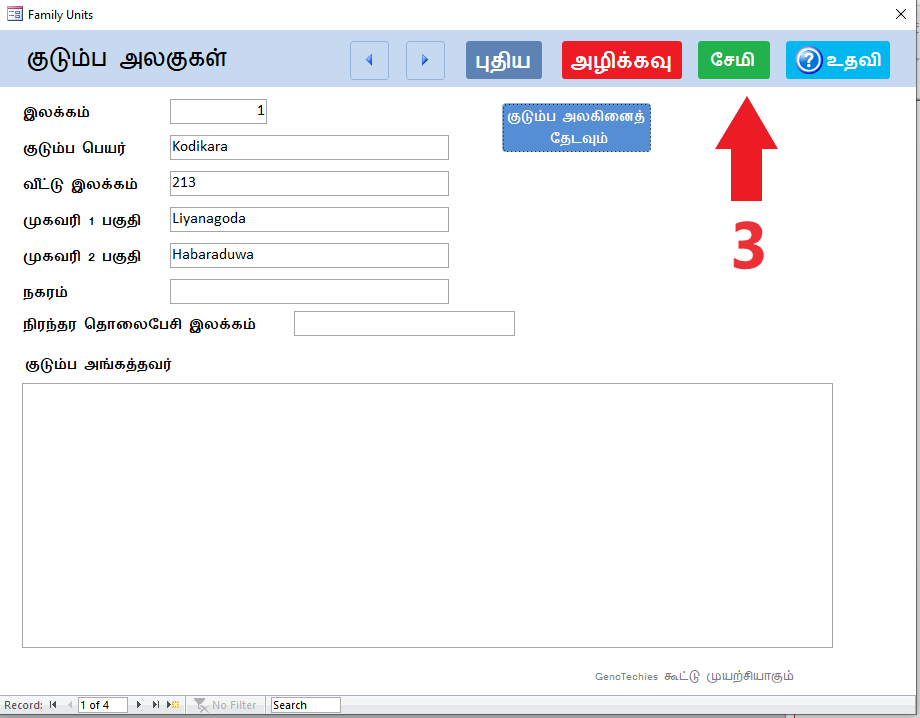 Family Units
குடும்ப அலகுகள்
புதிய
அழிக்கவு
சேமி
? உதவி
இலக்கம் 1
குடும்ப அலகினைத்
தேடவும்
குடும்ப பெயர் Kodikara
வீட்டு இலக்கம் 213
முகவரி 1 பகுதி Liyanagoda
முகவரி 2 பகுதி Habaraduwa
நகரம்
நிரந்தர தொலைபேசி இலக்கம்
3
குடும்ப அங்கத்தவர்
GenoTechies கூட்டு முயற்சியாகும்
Record: 1 of 4 No Filter Search